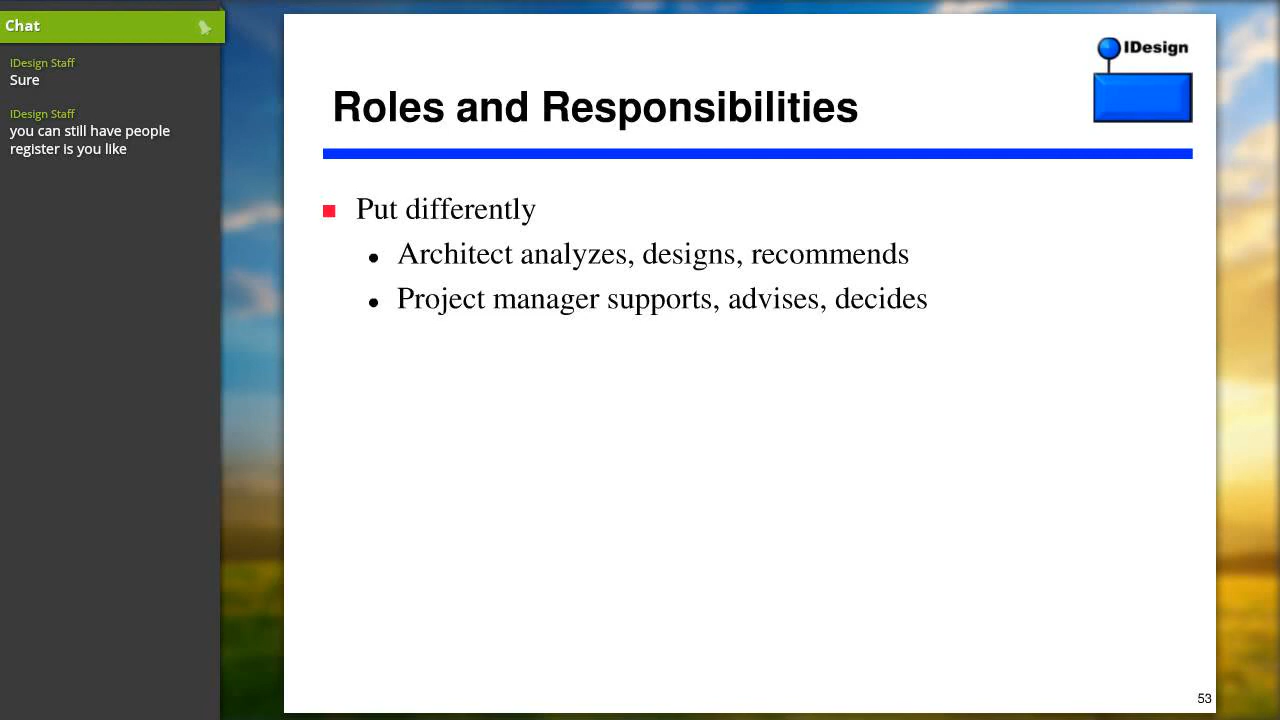 Chat
IDesign Staff
Sure
IDesign Staff
you can still have people
register is you like
IDesign
Roles and Responsibilities
Put differently
Architect analyzes, designs, recommends
Project manager supports, advises, decides
53